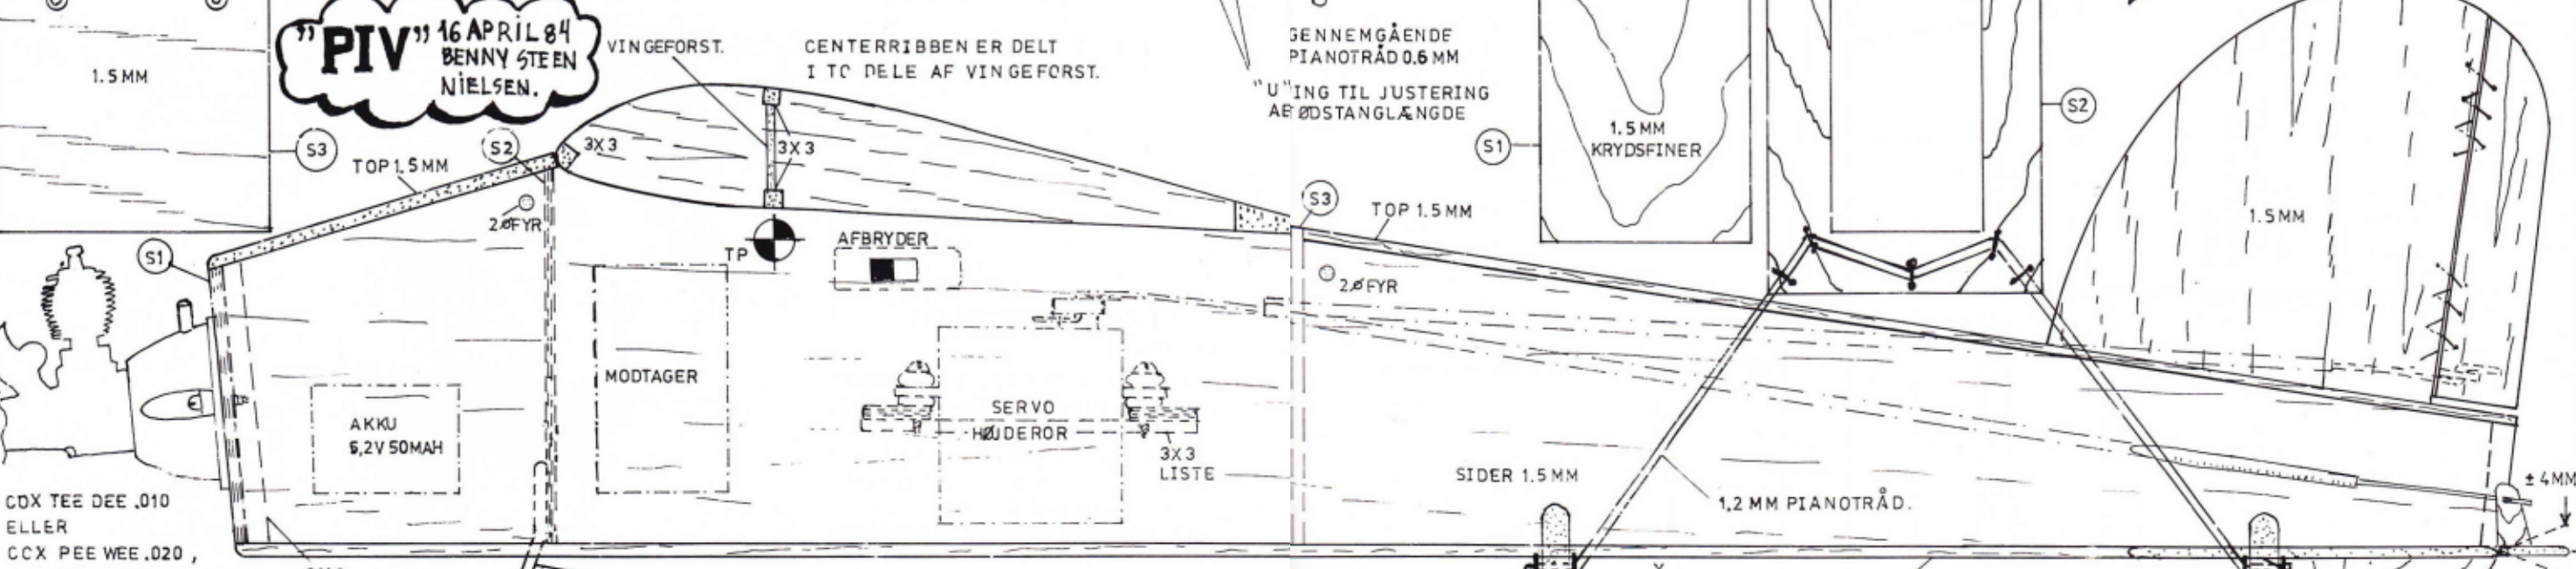 1.5 MM
"PIV" 16 APRIL 84
BENNY STEEN
NIELSEN.
VINGEFORST.
CENTERRIBBEN ER DELT
I TO DELE AF VINGEFORST.
GENNEMGÅENDE
PIANOTRÅD 0.6 MM
"U"ING TIL JUSTERING
ØDSTANGLÆNGDE
S3
TOP 1.5 MM
S2
3X3
3X3
2ØFYR
S1
TP
AFBRYDER
MODTAGER
AKKU
6,2V 50MAH
SERVO
HØJDEROR
3X3
LISTE
COX TEE DEE .010
ELLER
COX PEE WEE .020 ,
S3
TOP 1.5 MM
2ØFYR
S1
1.5 MM
KRYDSFINER
S2
1.5 MM
SIDER 1.5 MM
1,2 MM PIANOTRÅD.
± 4MM